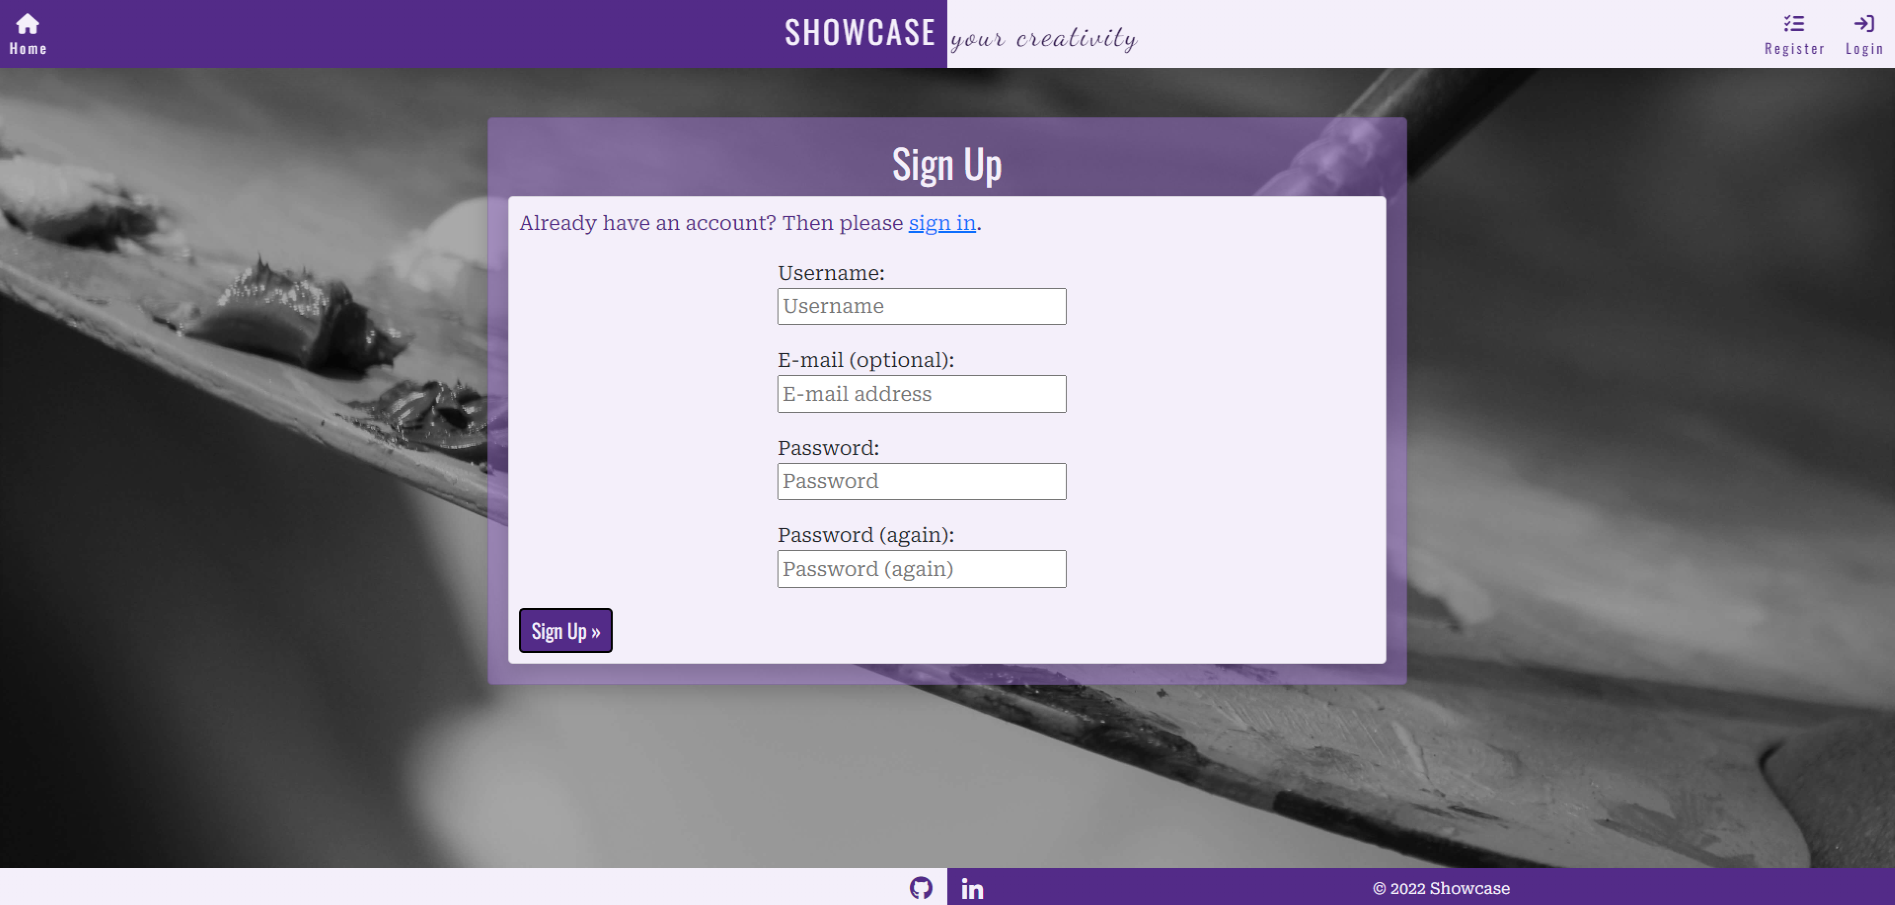 Home
SHOWCASE your creativity
Register
Login
Sign Up
Already have an account? Then please sign in.
Username:
Username
E-mail (optional):
E-mail address
Password:
Password
Password (again):
Password (again)
Sign Up »
in
© 2022 Showcase